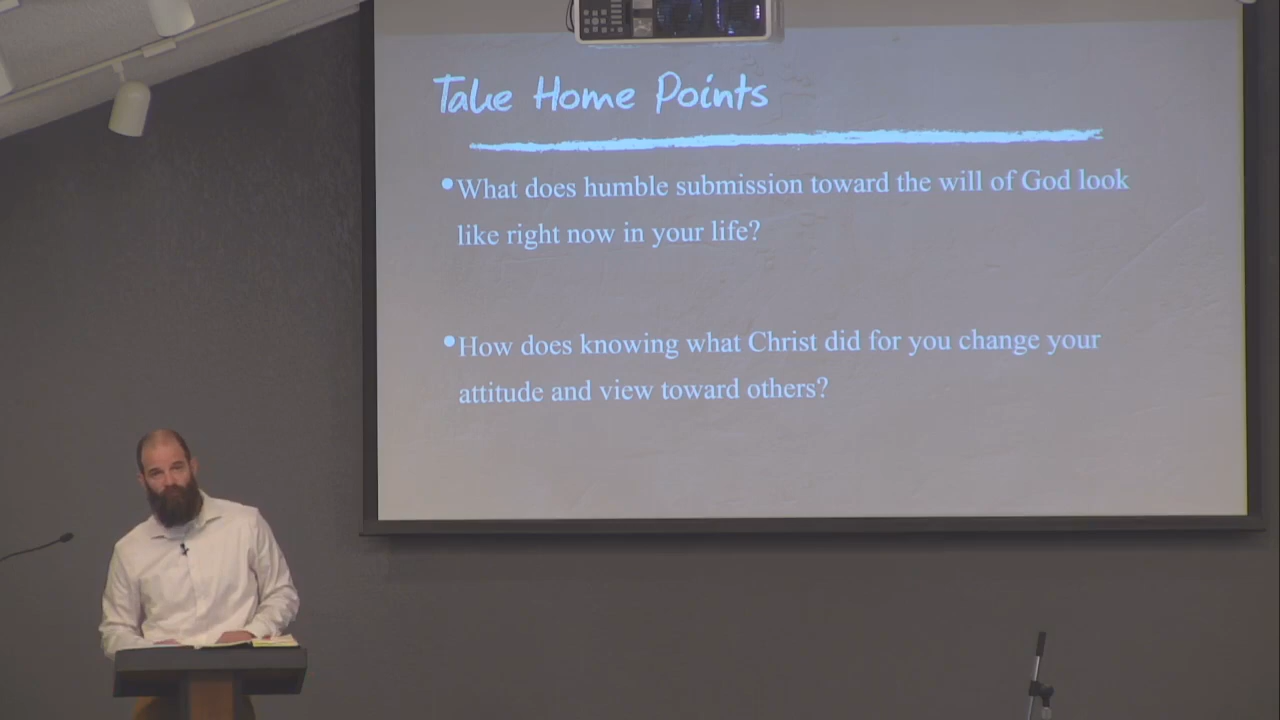 Take Home Points
•What does humble submission toward the will of God look
like right now in your life?
•How does knowing what Christ did for you change your
attitude and view toward others?